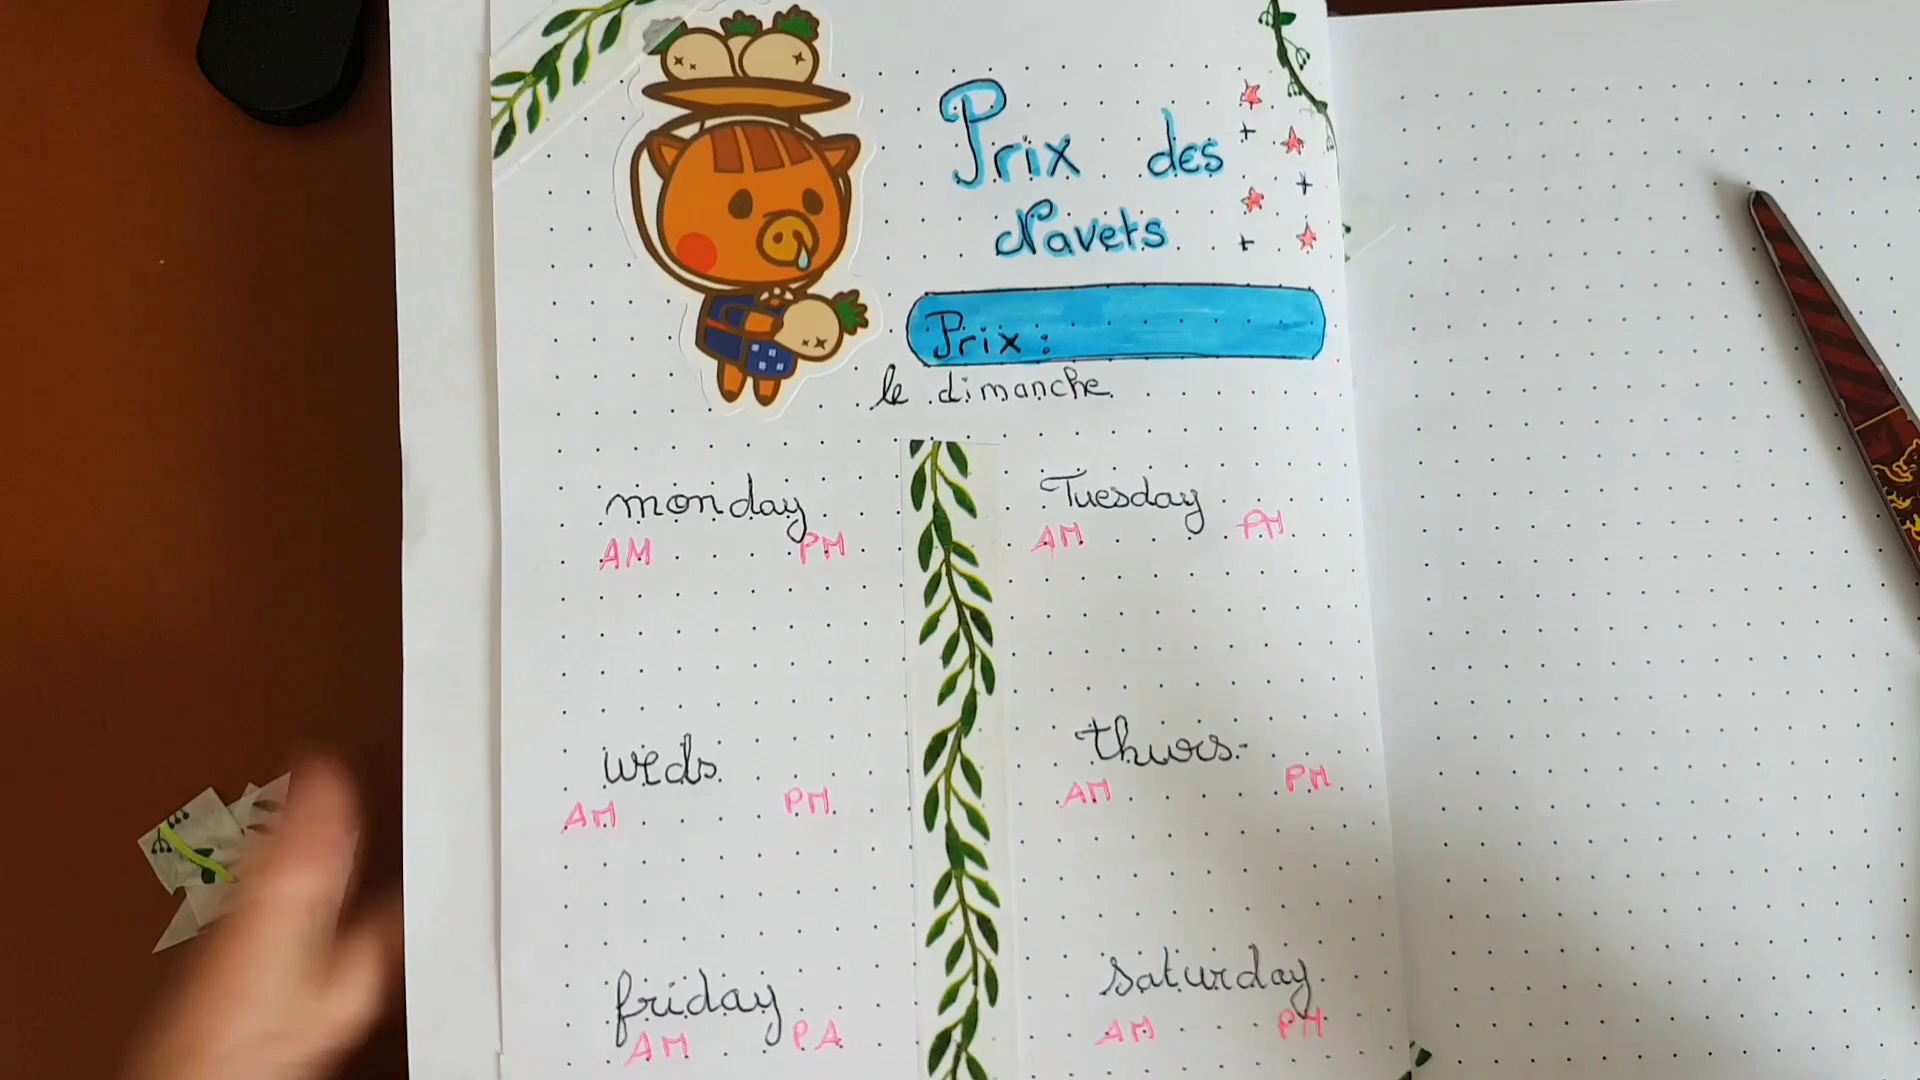 Prix des
Navets
Prix :
le dimanche
monday
AM PM
Tuesday
AM PM
weds
AM PM
thurs.
AM PM
friday
AM PA
saturday
AM PM